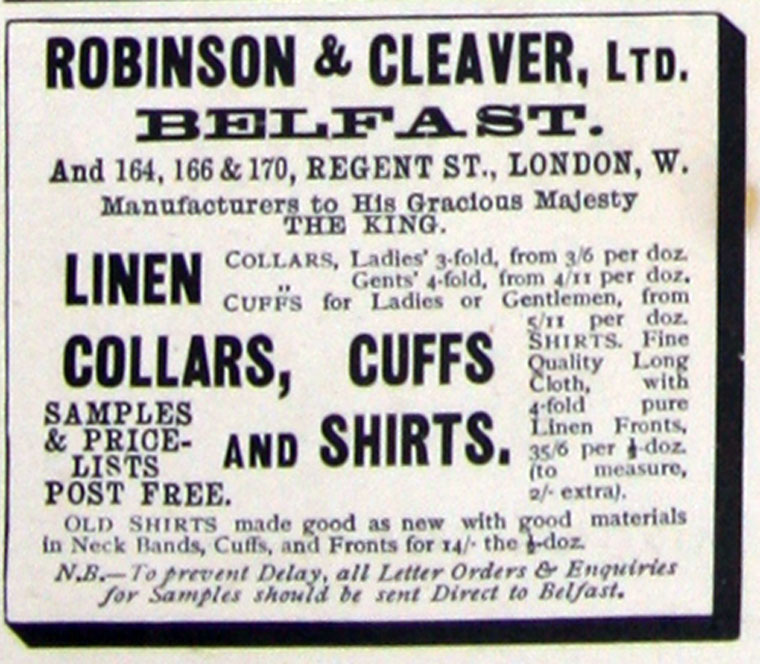 ROBINSON & CLEAVER, LTD.
BELFAST.
And 164, 166 & 170, REGENT ST., LONDON, W.
Manufacturers to His Gracious Majesty
THE KING.
LINEN
COLLARS, Ladies' 3-fold, from 3/6 per doz.
„ Gents' 4-fold, from 4/11 per doz.
CUFFS for Ladies or Gentlemen, from
5/11 per doz.
COLLARS, CUFFS
SHIRTS. Fine
Quality Long
Cloth, with
4-fold pure
Linen Fronts,
35/6 per ½-doz.
(to measure,
2/- extra).
SAMPLES
& PRICE-
LISTS
POST FREE.
AND SHIRTS.
OLD SHIRTS made good as new with good materials
in Neck Bands, Cuffs, and Fronts for 14/- the ½-doz.
N.B.—To prevent Delay, all Letter Orders & Enquiries
for Samples should be sent Direct to Belfast.